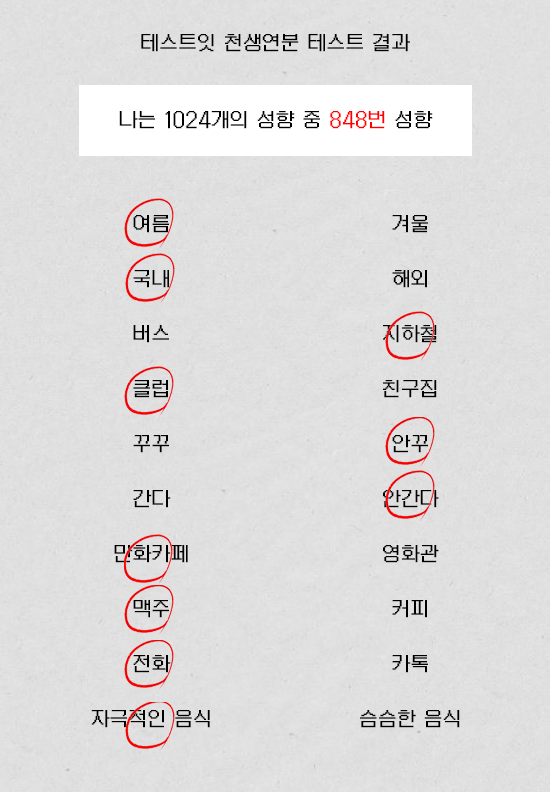 테스트잇 천생연분 테스트 결과
나는 1024개의 성향 중 848번 성향
여름 겨울
국내 해외
버스 지하철
클럽 친구집
꾸꾸 안꾸
간다 안간다
만화카페 영화관
맥주 커피
전화 카톡
자극적인 음식 슴슴한 음식